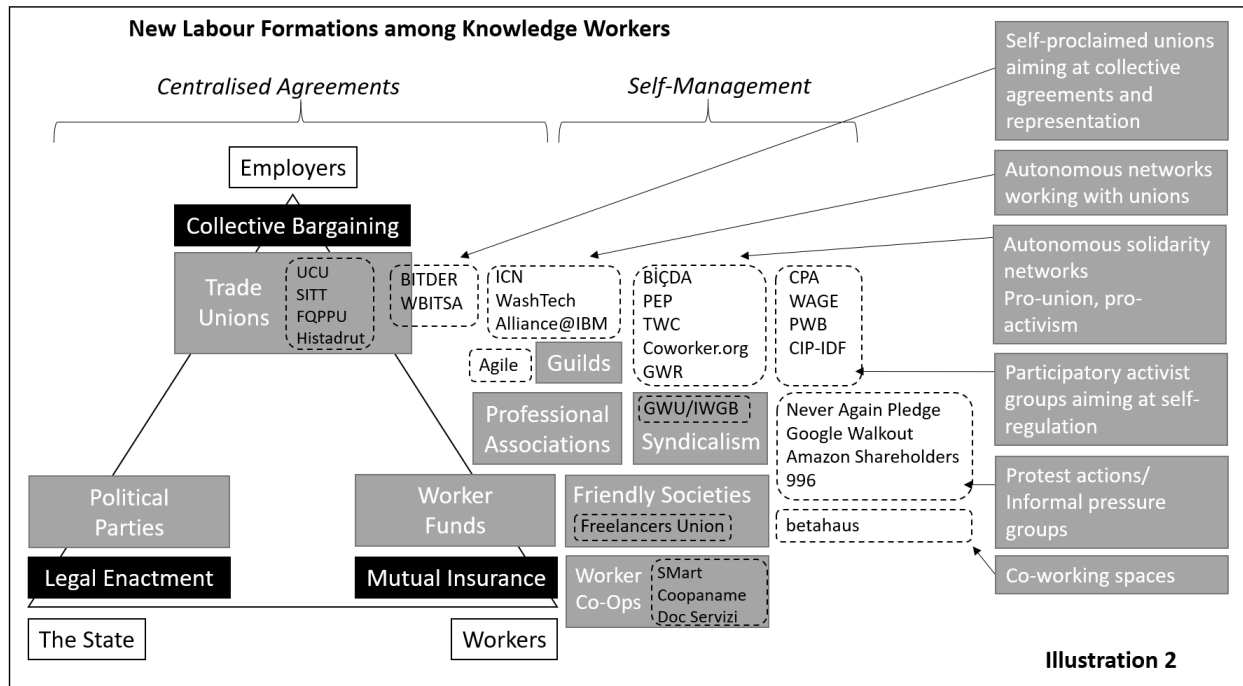 New Labour Formations among Knowledge Workers
Centralised Agreements
Self-Management
Employers
Collective Bargaining
Trade
Unions
UCU
SITT
FQPPU
Histadrut
BITDER
WBITSA
ICN
WashTech
Alliance@IBM
BİÇDA
PEP
TWC
Coworker.org
GWR
CPA
WAGE
PWB
CIP-IDF
Agile
Guilds
Professional
Associations
GWU/IWGB
Syndicalism
Never Again Pledge
Google Walkout
Amazon Shareholders
996
Political
Parties
Worker
Funds
Friendly Societies
Freelancers Union
betahaus
Legal Enactment
Mutual Insurance
Worker
Co-Ops
SMart
Coopaname
Doc Servizi
The State
Workers
Self-proclaimed unions
aiming at collective
agreements and
representation
Autonomous networks
working with unions
Autonomous solidarity
networks
Pro-union, pro-
activism
Participatory activist
groups aiming at self-
regulation
Protest actions/
Informal pressure
groups
Co-working spaces
Illustration 2